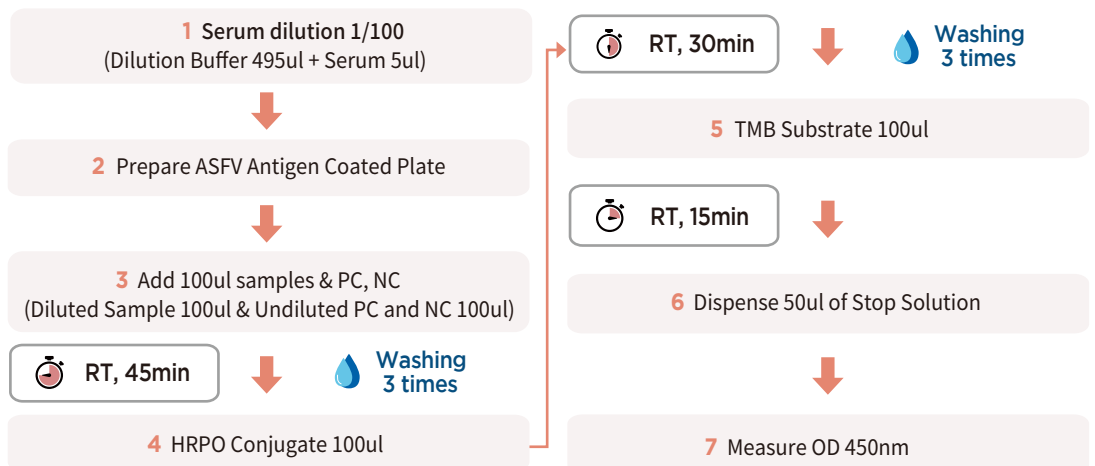 1 Serum dilution 1/100
(Dilution Buffer 495ul + Serum 5ul)
2 Prepare ASFV Antigen Coated Plate
3 Add 100ul samples & PC, NC
(Diluted Sample 100ul & Undiluted PC and NC 100ul)
RT, 45min
Washing
3 times
4 HRPO Conjugate 100ul
RT, 30min
Washing
3 times
5 TMB Substrate 100ul
RT, 15min
6 Dispense 50ul of Stop Solution
7 Measure OD 450nm